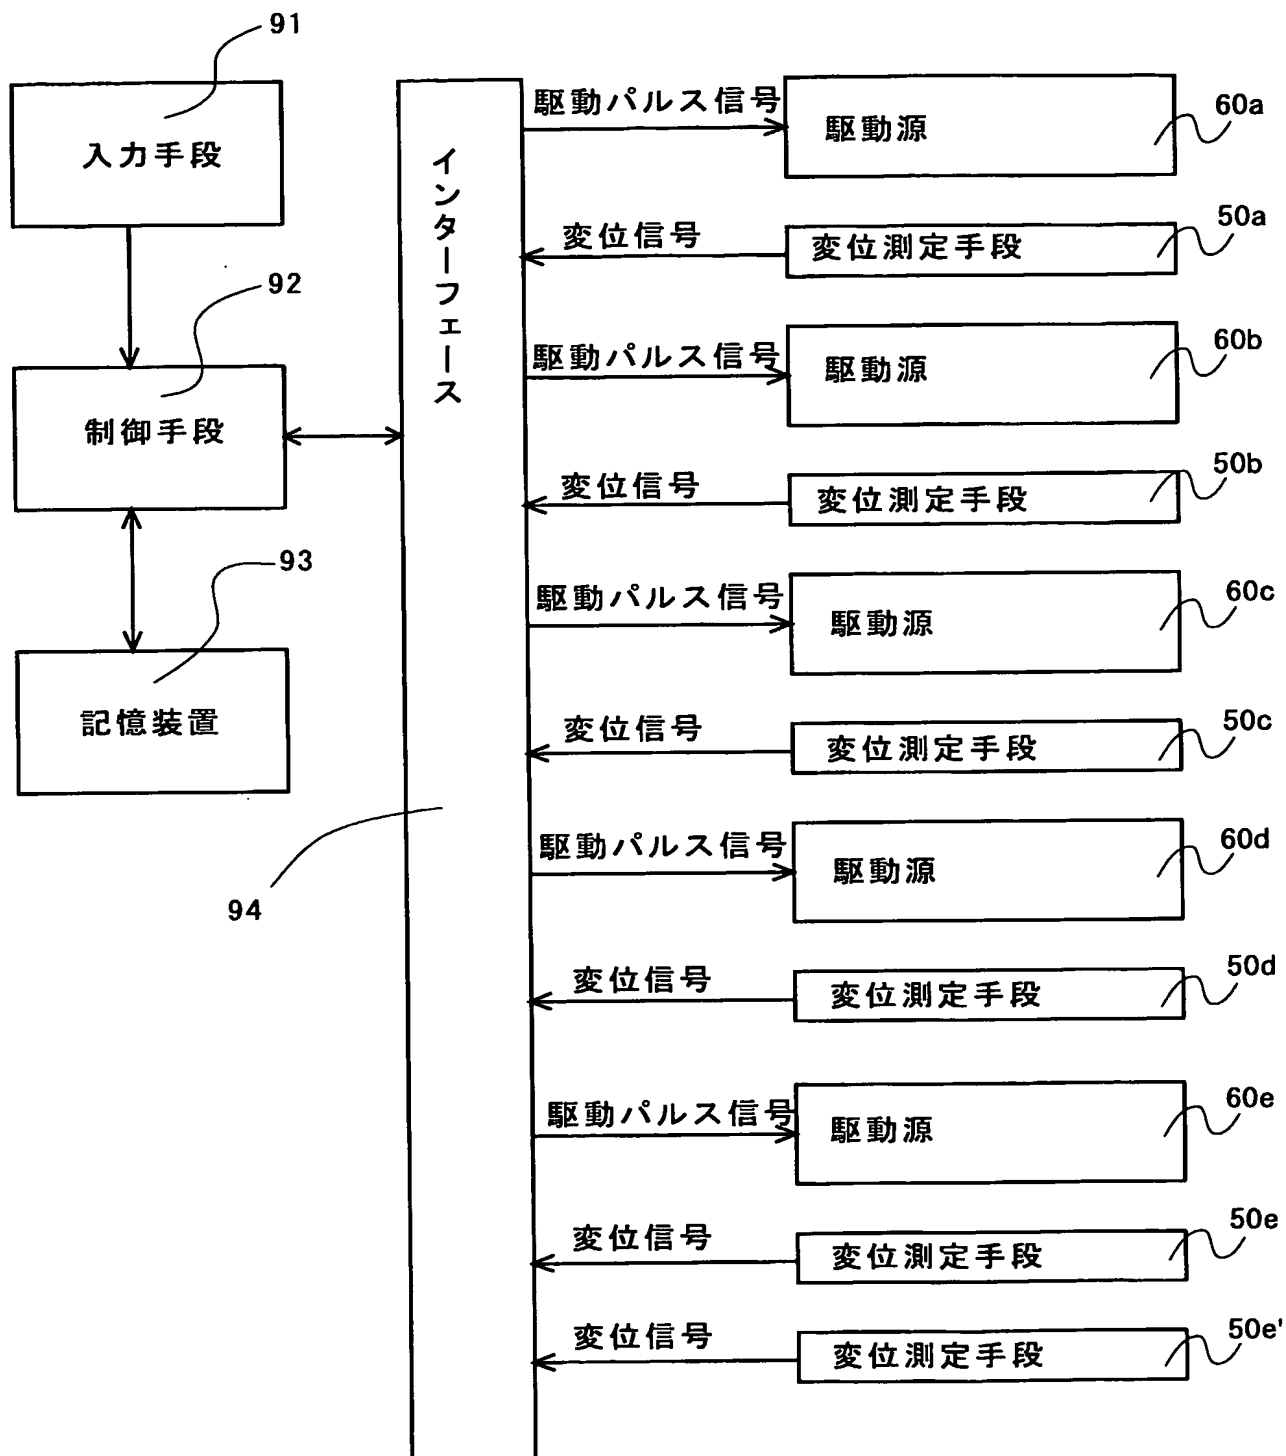 91
入力手段
92
制御手段
93
記憶装置
94
インターフェース
駆動パルス信号
駆動源
60a
変位信号
変位測定手段
50a
駆動パルス信号
駆動源
60b
変位信号
変位測定手段
50b
駆動パルス信号
駆動源
60c
変位信号
変位測定手段
50c
駆動パルス信号
駆動源
60d
変位信号
変位測定手段
50d
駆動パルス信号
駆動源
60e
変位信号
変位測定手段
50e
変位信号
変位測定手段
50e'